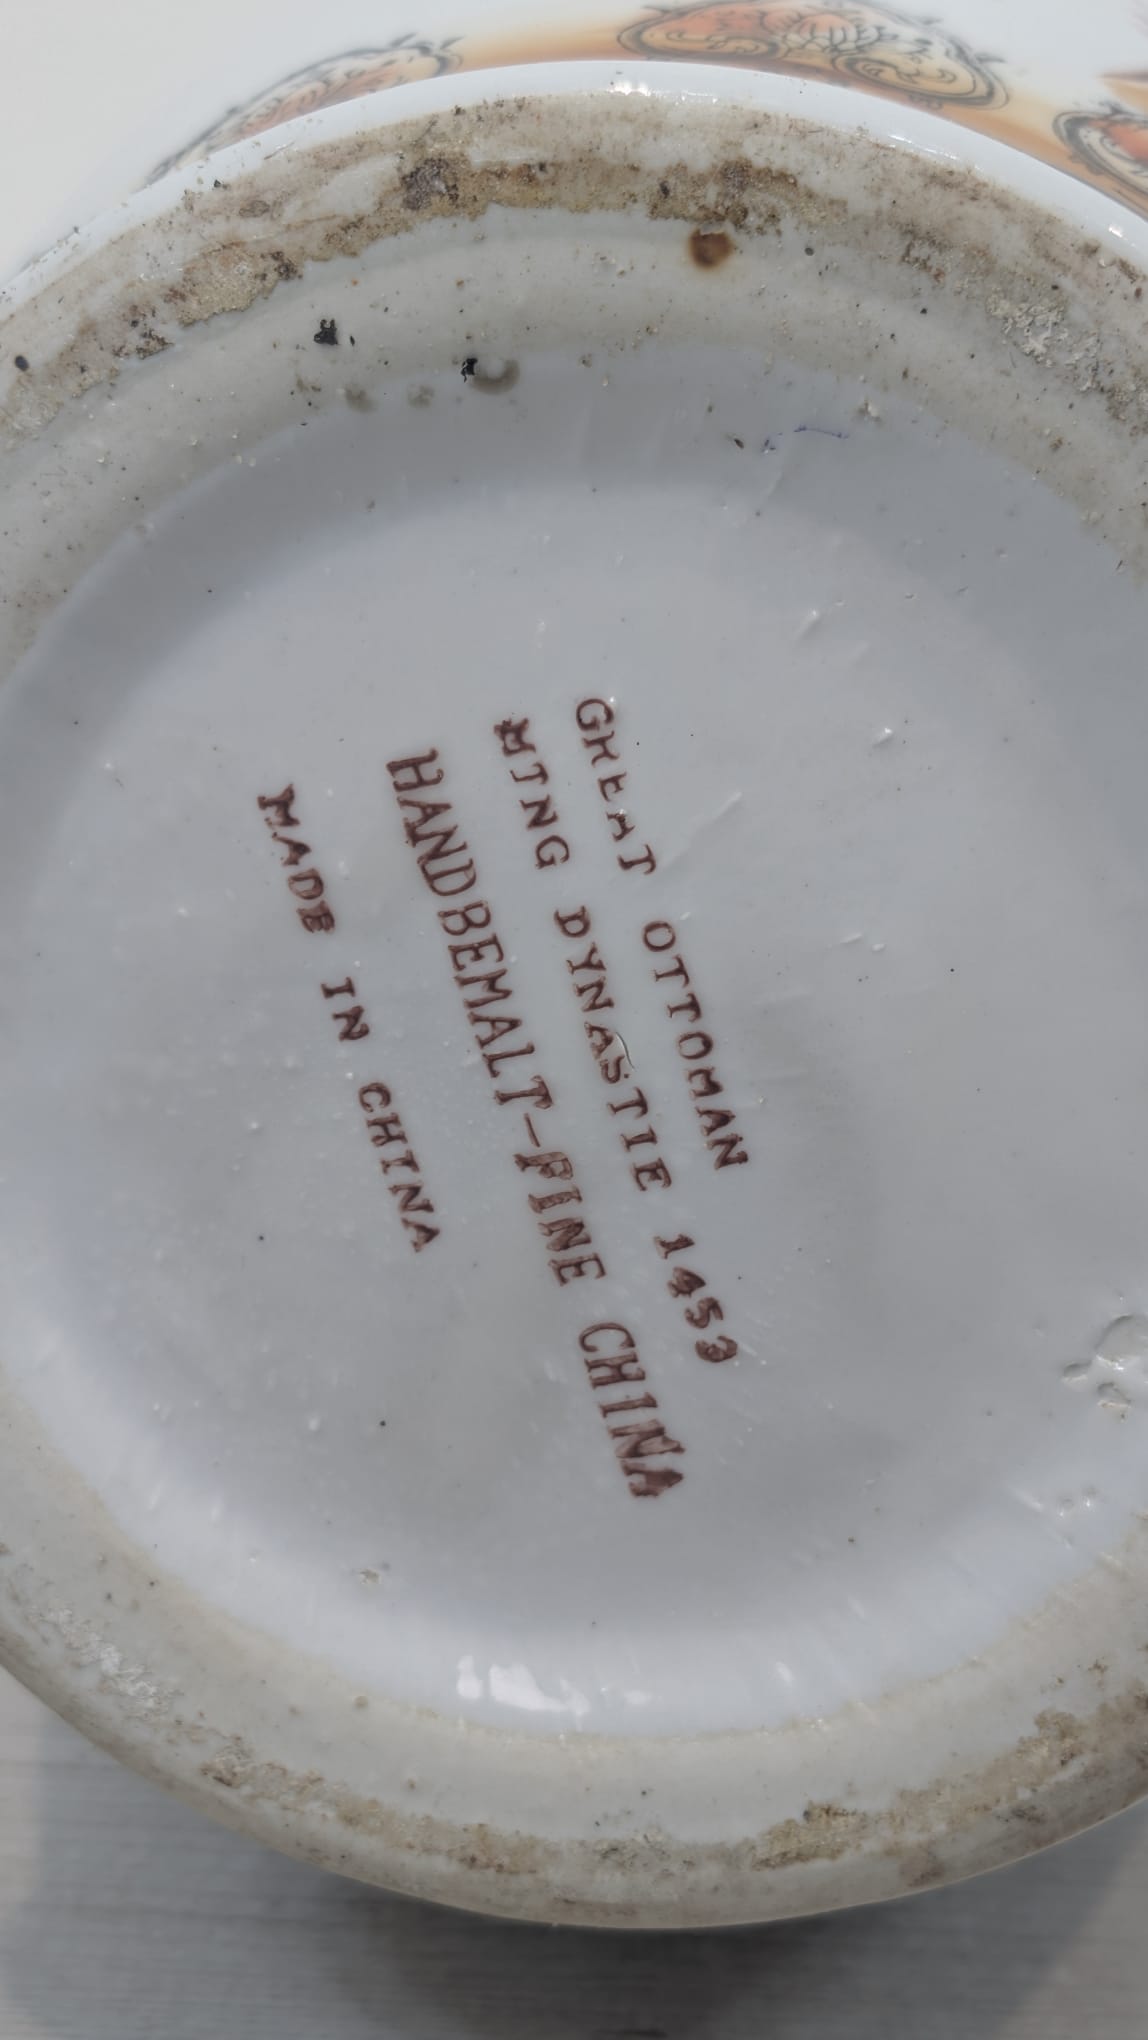 GREAT OTTOMAN
MING DYNASTIE 1453
HANDBEMALT-FINE CHINA
MADE IN CHINA